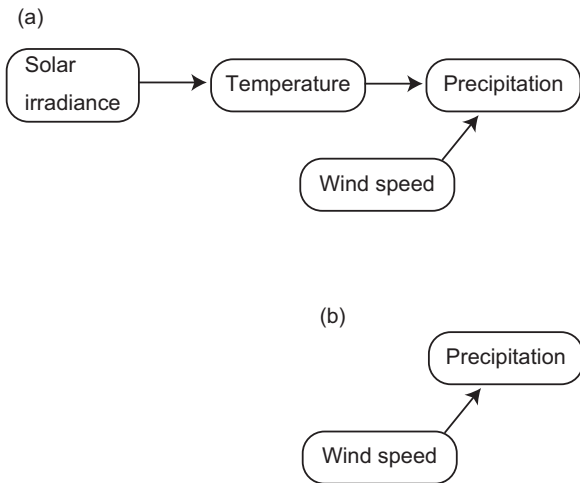 (a)
Solar
irradiance
Temperature
Precipitation
Wind speed
(b)
Precipitation
Wind speed